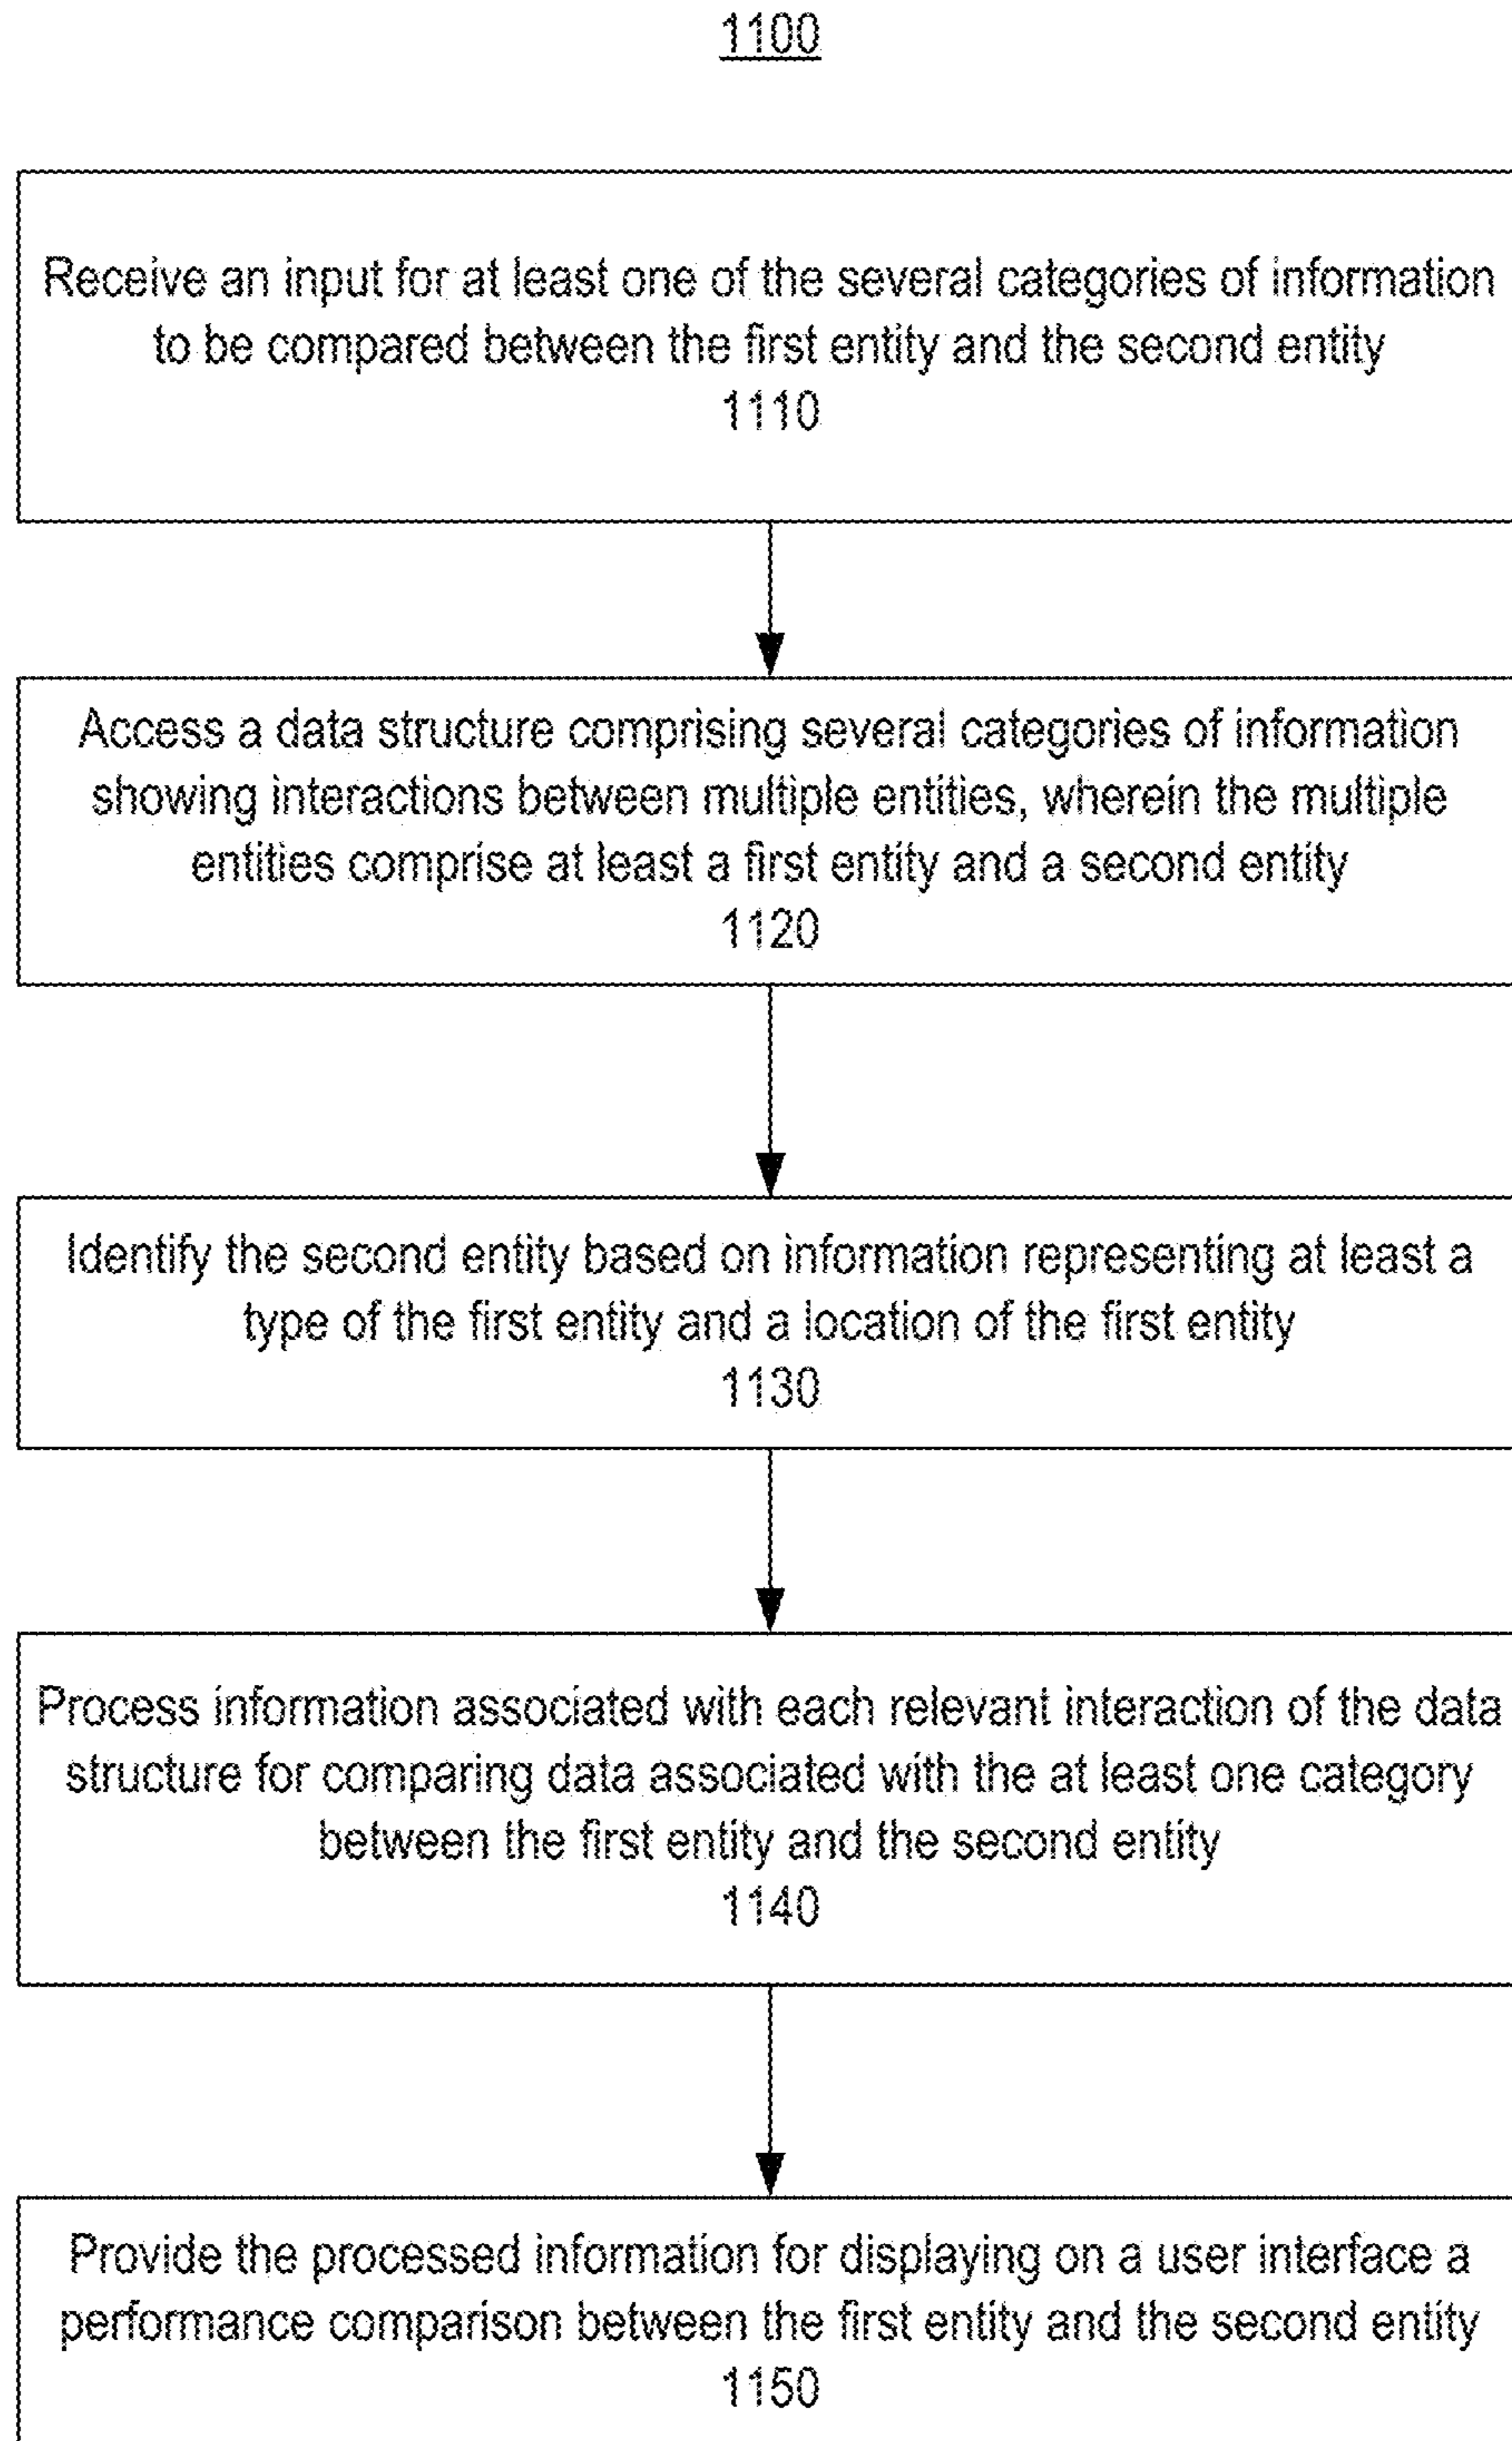 1100
Receive an input for at least one of the several categories of information
to be compared between the first entity and the second entity
1110
Access a data structure comprising several categories of information
showing interactions between multiple entities, wherein the multiple
entities comprise at least a first entity and a second entity
1120
Identify the second entity based on information representing at least a
type of the first entity and a location of the first entity
1130
Process information associated with each relevant interaction of the data
structure for comparing data associated with the at least one category
between the first entity and the second entity
1140
Provide the processed information for displaying on a user interface a
performance comparison between the first entity and the second entity
1150